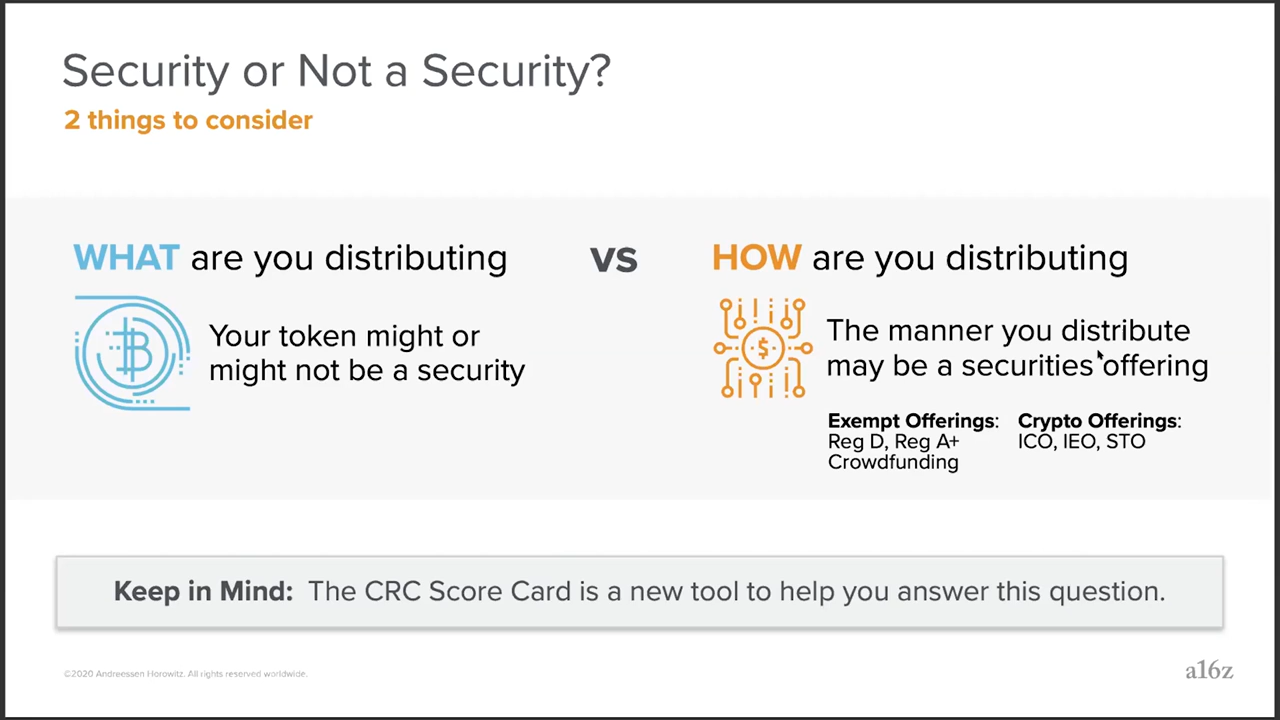 Security or Not a Security?
2 things to consider
WHAT are you distributing
VS
HOW are you distributing
Your token might or
might not be a security
The manner you distribute
may be a securities offering
Exempt Offerings:
Reg D, Reg A+
Crowdfunding
Crypto Offerings:
ICO, IEO, STO
Keep in Mind: The CRC Score Card is a new tool to help you answer this question.
©2020 Andreessen Horowitz. All rights reserved worldwide.
a16z